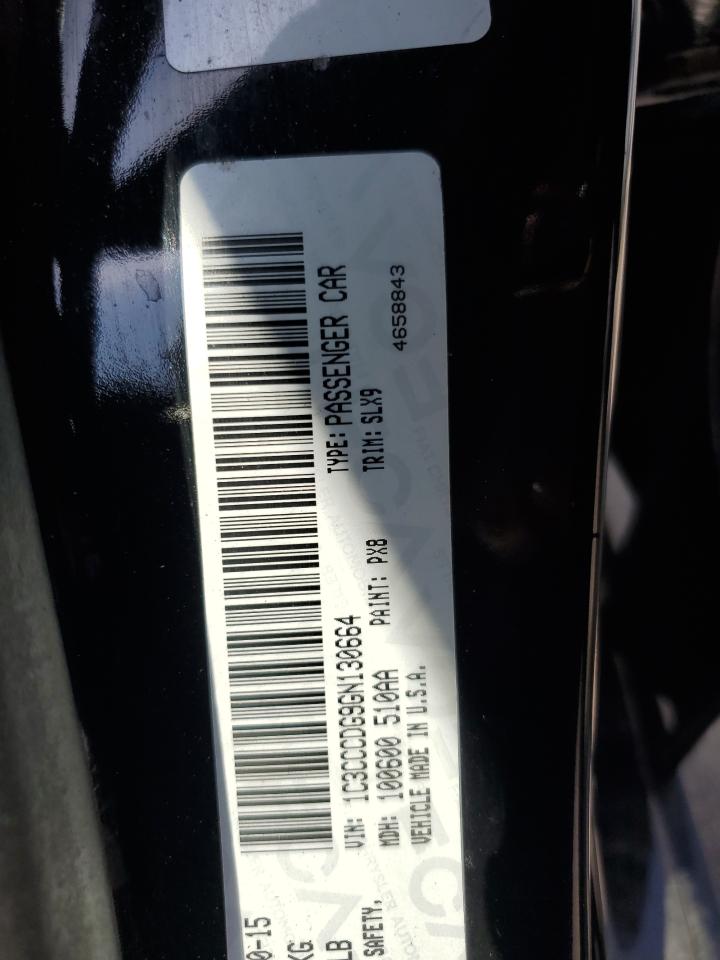 0-15
KG
LB
SAFETY,
VIN: 1C3CCCDG9GN130664
TYPE: PASSENGER CAR
MDH: 100600 510AA
PAINT: PX8
TRIM: SLX9
VEHICLE MADE IN U.S.A.
4658843